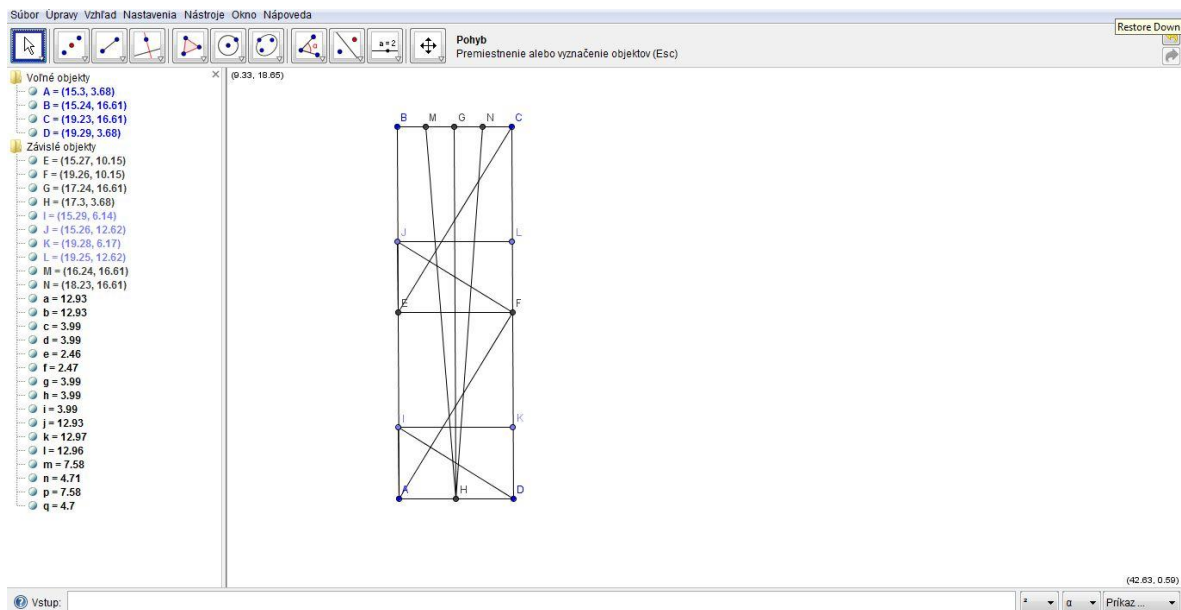 Súbor Úpravy Vzhľad Nastavenia Nástroje Okno Nápoveda
Restore Down
a = 2
Pohyb
Premiestnenie alebo vyznačenie objektov (Esc)
Voľné objekty
A = (15.3, 3.68)
B = (15.24, 16.61)
C = (19.23, 16.61)
D = (19.29, 3.68)
Závislé objekty
E = (15.27, 10.15)
F = (19.26, 10.15)
G = (17.24, 16.61)
H = (17.3, 3.68)
I = (15.29, 6.14)
J = (15.26, 12.62)
K = (19.28, 6.17)
L = (19.25, 12.62)
M = (16.24, 16.61)
N = (18.23, 16.61)
a = 12.93
b = 12.93
c = 3.99
d = 3.99
e = 2.46
f = 2.47
g = 3.99
h = 3.99
i = 3.99
j = 12.93
k = 12.97
l = 12.96
m = 7.58
n = 4.71
p = 7.58
q = 4.7
(9.33, 18.65)
B M G N C
J L
E F
I K
A H D
(42.63, 0.59)
Vstup:
² α Príkaz ...